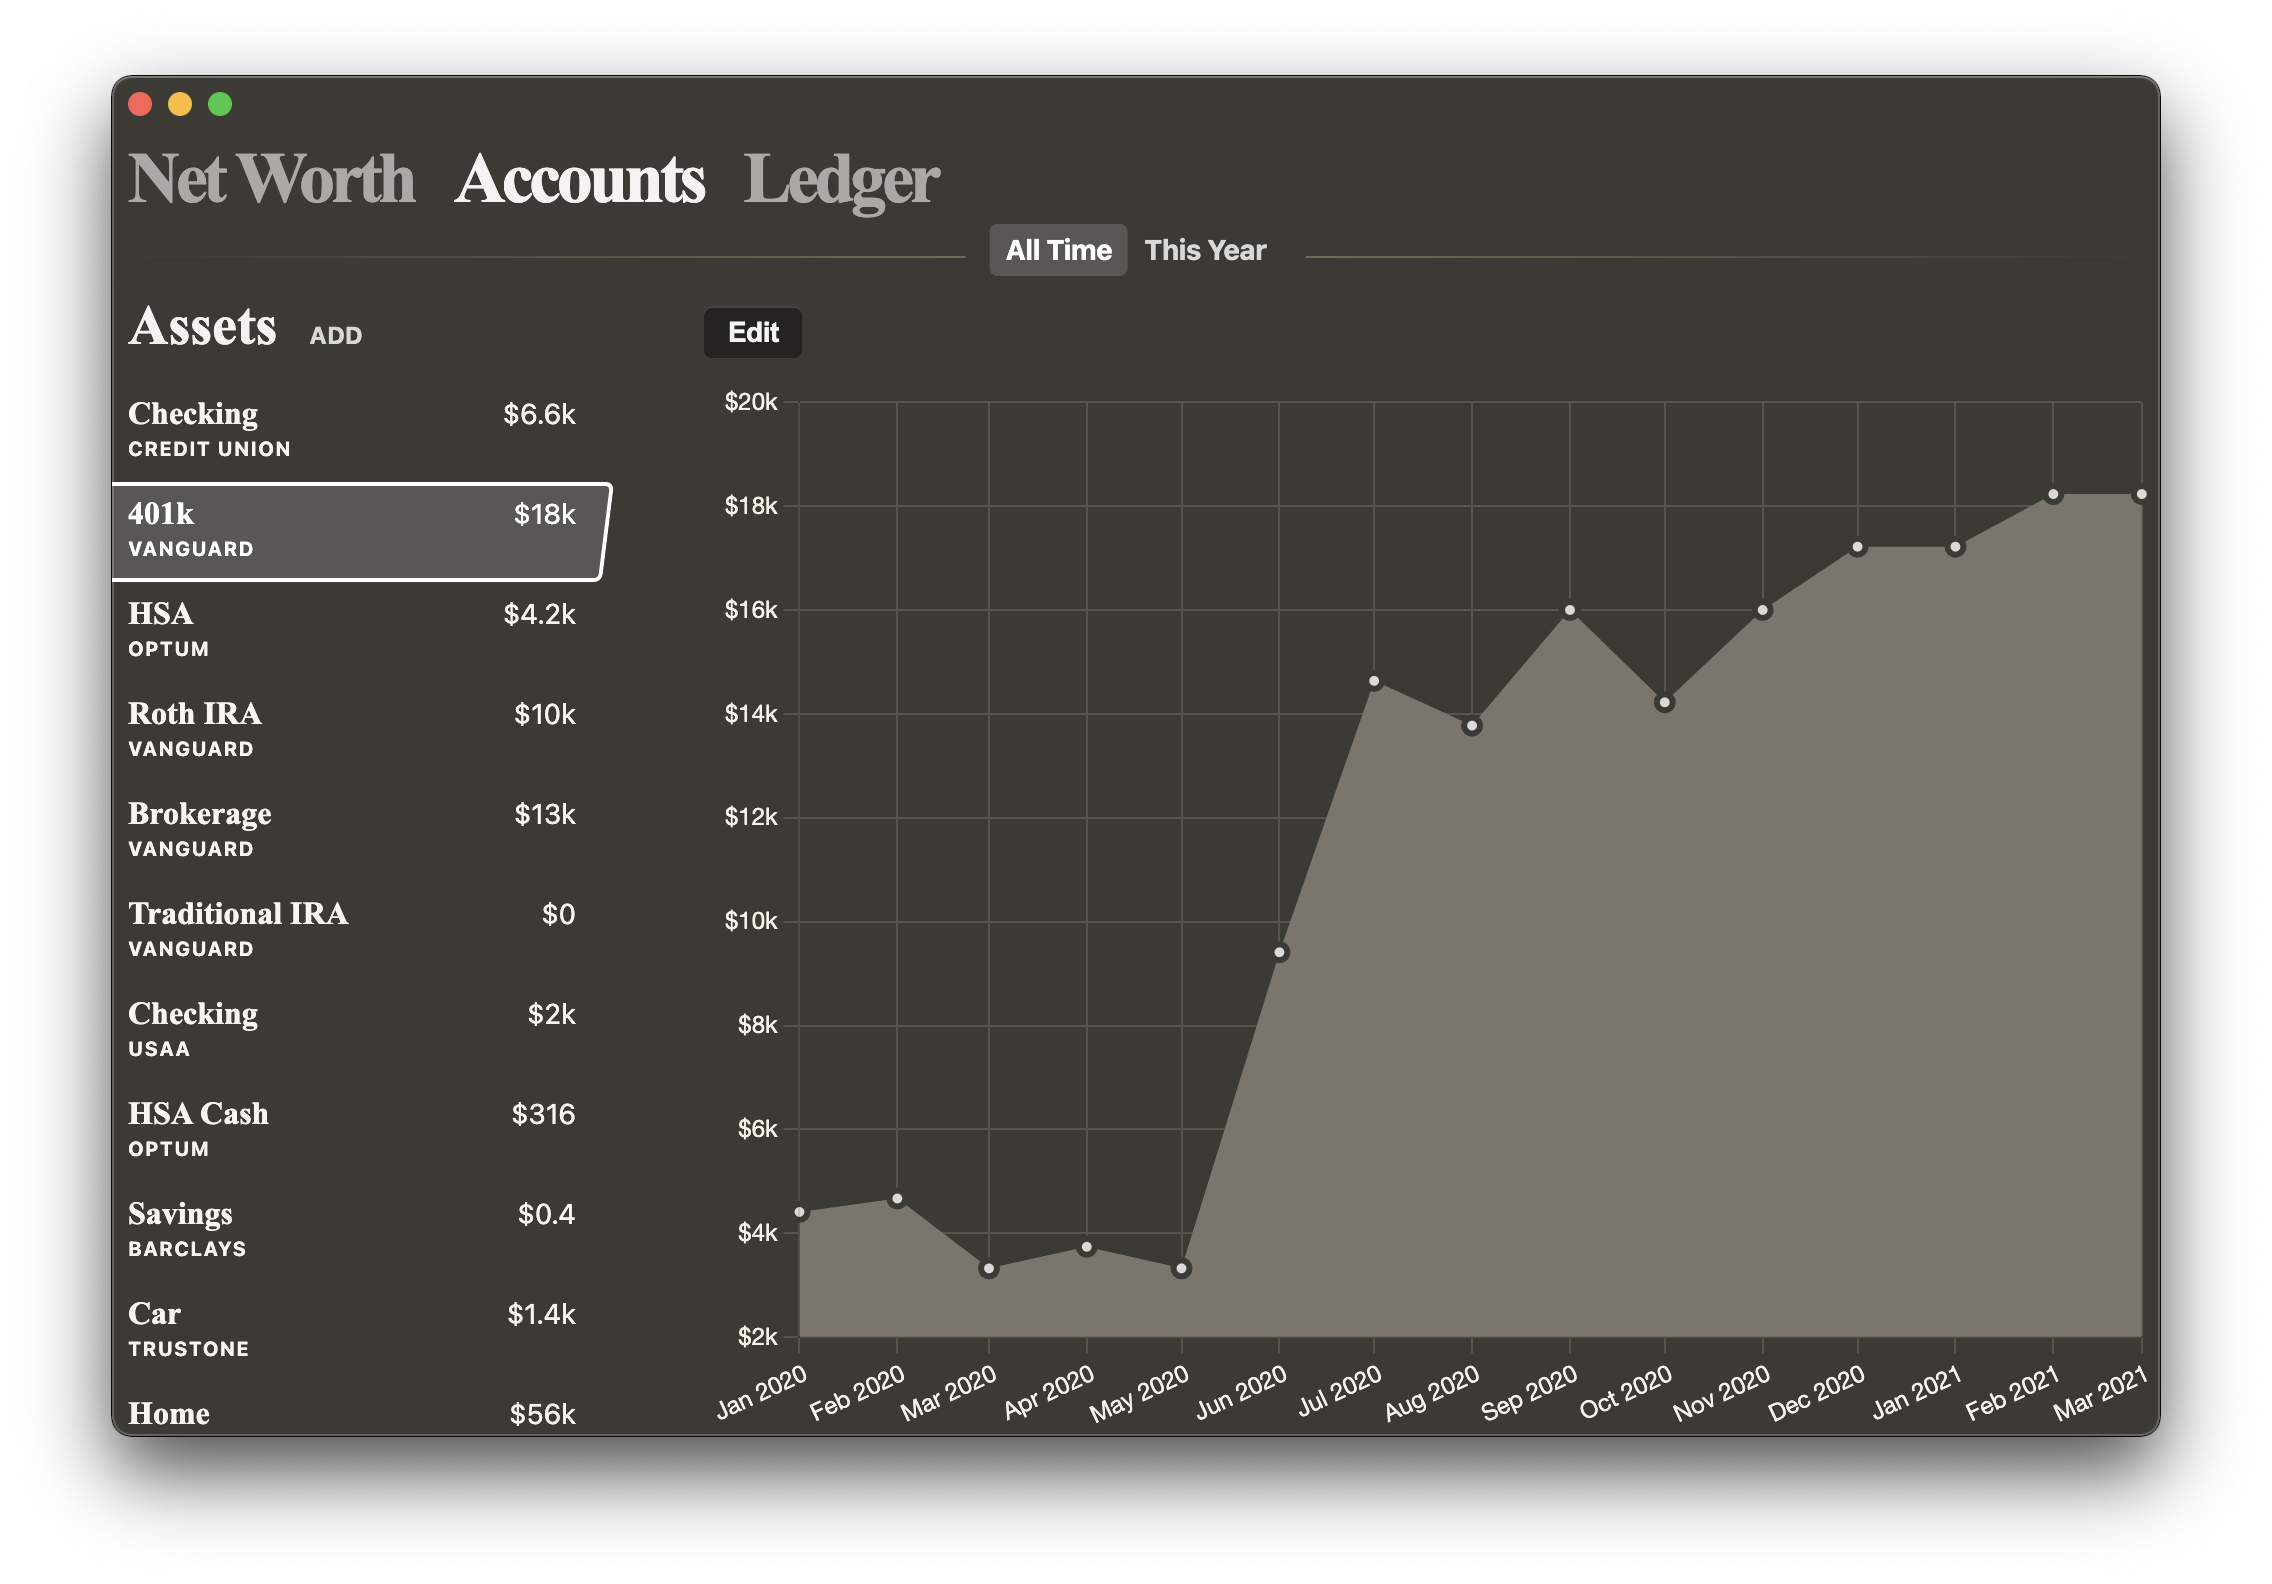 Net Worth Accounts Ledger
All Time This Year
Assets ADD
Edit
Checking $6.6k
CREDIT UNION
401k $18k
VANGUARD
HSA $4.2k
OPTUM
Roth IRA $10k
VANGUARD
Brokerage $13k
VANGUARD
Traditional IRA $0
VANGUARD
Checking $2k
USAA
HSA Cash $316
OPTUM
Savings $0.4
BARCLAYS
Car $1.4k
TRUSTONE
Home $56k
$20k
$18k
$16k
$14k
$12k
$10k
$8k
$6k
$4k
$2k
Jan 2020 Feb 2020 Mar 2020 Apr 2020 May 2020 Jun 2020 Jul 2020 Aug 2020 Sep 2020 Oct 2020 Nov 2020 Dec 2020 Jan 2021 Feb 2021 Mar 2021